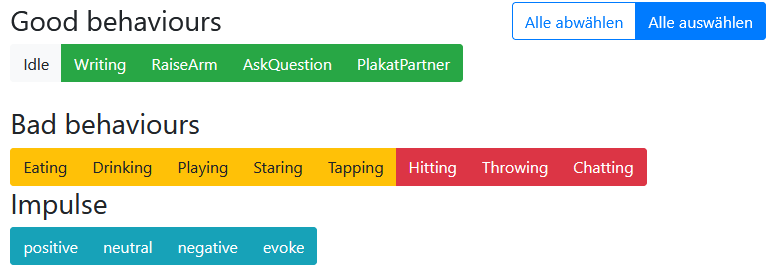 Good behaviours
Alle abwählen Alle auswählen
Idle Writing RaiseArm AskQuestion PlakatPartner
Bad behaviours
Eating Drinking Playing Staring Tapping Hitting Throwing Chatting
Impulse
positive neutral negative evoke